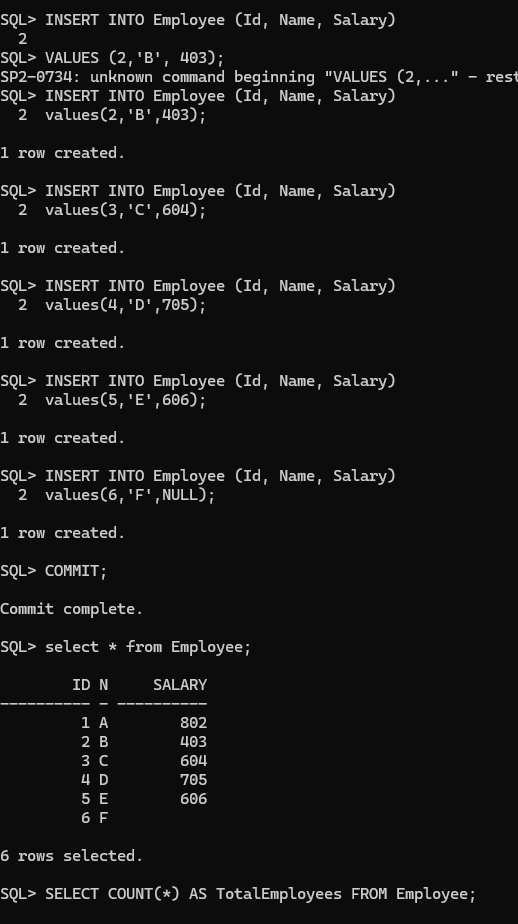 SQL> INSERT INTO Employee (Id, Name, Salary)
  2
SQL> VALUES (2,'B', 403);
SP2-0734: unknown command beginning "VALUES (2,..." - rest
SQL> INSERT INTO Employee (Id, Name, Salary)
  2  values(2,'B',403);
1 row created.
SQL> INSERT INTO Employee (Id, Name, Salary)
  2  values(3,'C',604);
1 row created.
SQL> INSERT INTO Employee (Id, Name, Salary)
  2  values(4,'D',705);
1 row created.
SQL> INSERT INTO Employee (Id, Name, Salary)
  2  values(5,'E',606);
1 row created.
SQL> INSERT INTO Employee (Id, Name, Salary)
  2  values(6,'F',NULL);
1 row created.
SQL> COMMIT;
Commit complete.
SQL> select * from Employee;
        ID N     SALARY
---------- - ----------
         1 A        802
         2 B        403
         3 C        604
         4 D        705
         5 E        606
         6 F
6 rows selected.
SQL> SELECT COUNT(*) AS TotalEmployees FROM Employee;